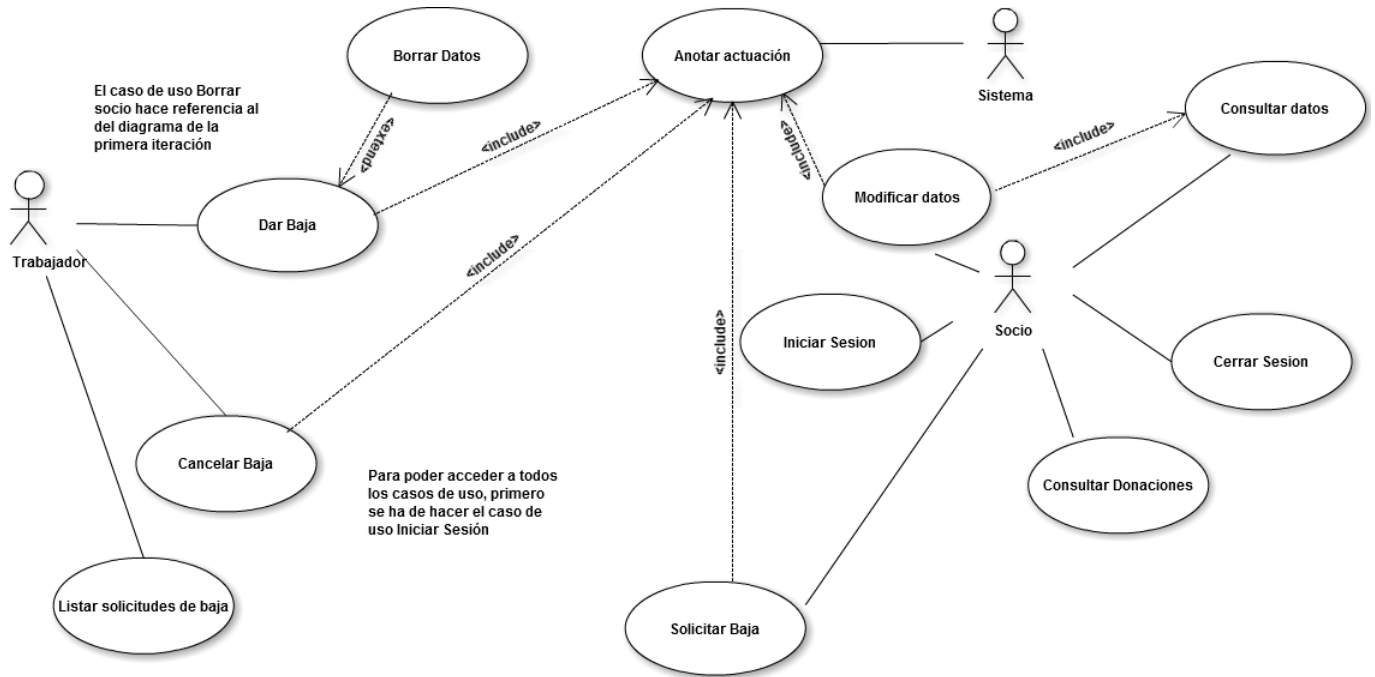 Borrar Datos
Anotar actuación
Sistema
El caso de uso Borrar
socio hace referencia al
del diagrama de la
primera iteración
Consultar datos
<extend>
<include>
<include>
<include>
Dar Baja
Modificar datos
Trabajador
<include>
Iniciar Sesion
Socio
<include>
Cerrar Sesion
Cancelar Baja
Para poder acceder a todos
los casos de uso, primero
se ha de hacer el caso de
uso Iniciar Sesión
Consultar Donaciones
Listar solicitudes de baja
Solicitar Baja